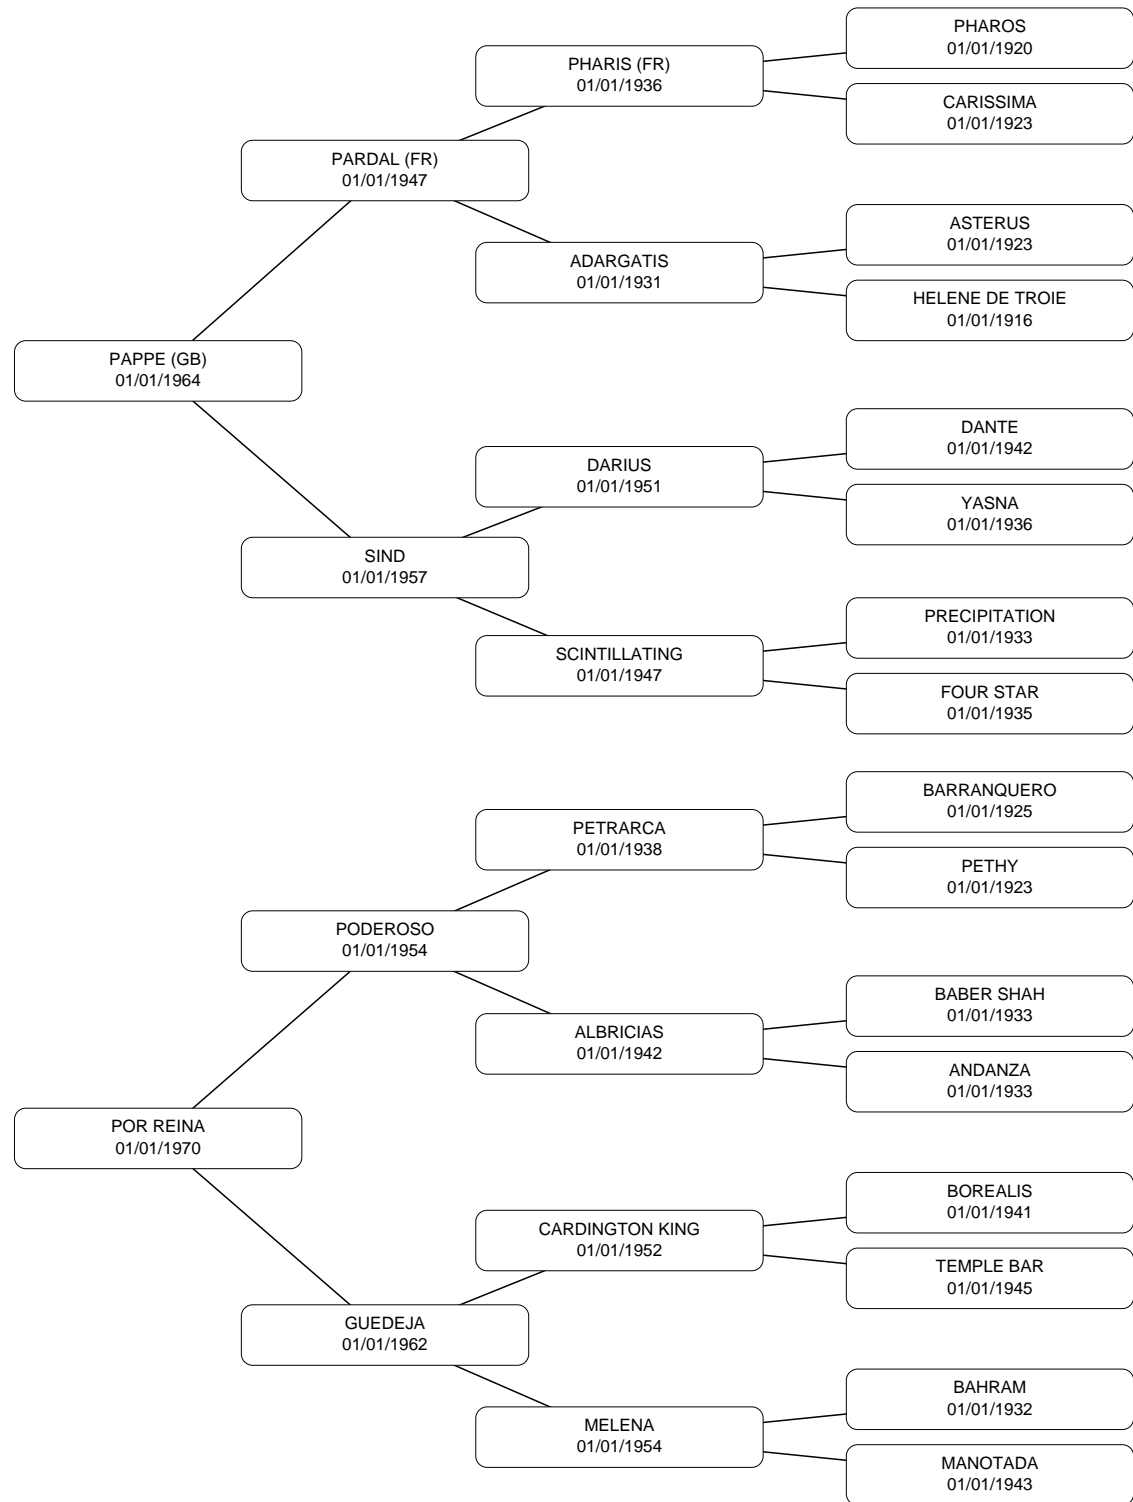 PHAROS
01/01/1920
PHARIS (FR)
01/01/1936
CARISSIMA
01/01/1923
PARDAL (FR)
01/01/1947
ASTERUS
01/01/1923
ADARGATIS
01/01/1931
HELENE DE TROIE
01/01/1916
PAPPE (GB)
01/01/1964
DANTE
01/01/1942
DARIUS
01/01/1951
YASNA
01/01/1936
SIND
01/01/1957
PRECIPITATION
01/01/1933
SCINTILLATING
01/01/1947
FOUR STAR
01/01/1935
BARRANQUERO
01/01/1925
PETRARCA
01/01/1938
PETHY
01/01/1923
PODEROSO
01/01/1954
BABER SHAH
01/01/1933
ALBRICIAS
01/01/1942
ANDANZA
01/01/1933
POR REINA
01/01/1970
BOREALIS
01/01/1941
CARDINGTON KING
01/01/1952
TEMPLE BAR
01/01/1945
GUEDEJA
01/01/1962
BAHRAM
01/01/1932
MELENA
01/01/1954
MANOTADA
01/01/1943